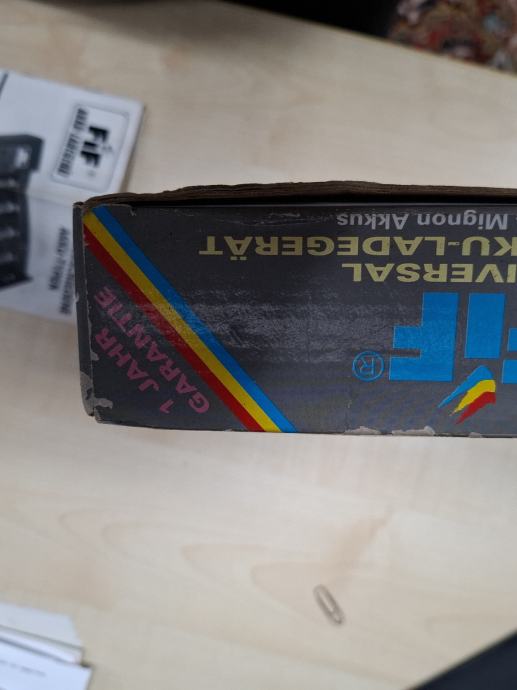 FiF®
IVERSAL
KU-LADEGERÄT
Mignon Akkus
1 JAHR
GARANTIE
FiF®